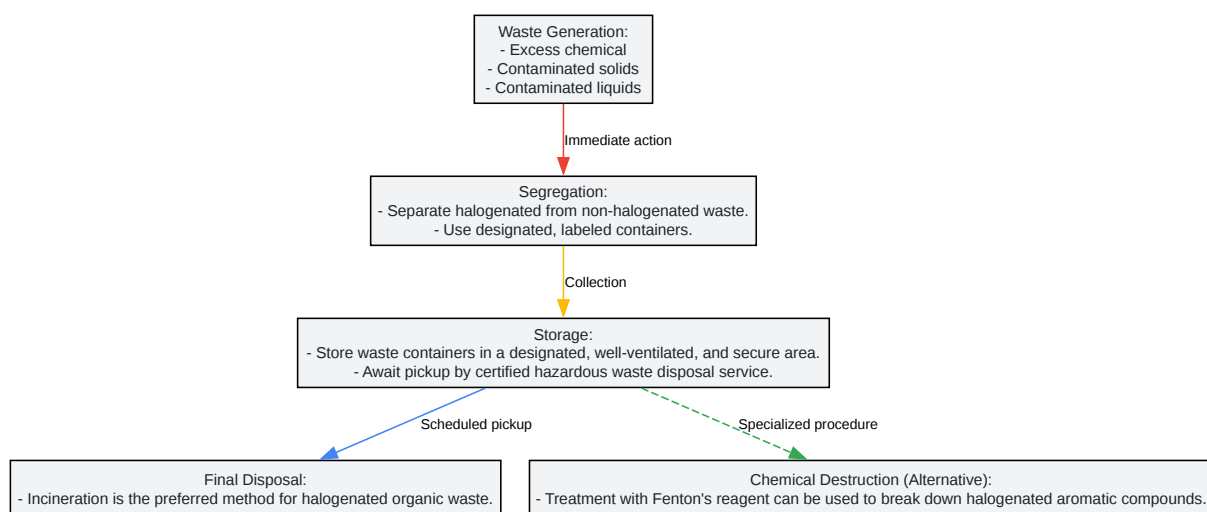 Waste Generation:
- Excess chemical
- Contaminated solids
- Contaminated liquids
Immediate action
Segregation:
- Separate halogenated from non-halogenated waste.
- Use designated, labeled containers.
Collection
Storage:
- Store waste containers in a designated, well-ventilated, and secure area.
- Await pickup by certified hazardous waste disposal service.
Scheduled pickup
Specialized procedure
Final Disposal:
- Incineration is the preferred method for halogenated organic waste.
Chemical Destruction (Alternative):
- Treatment with Fenton's reagent can be used to break down halogenated aromatic compounds.